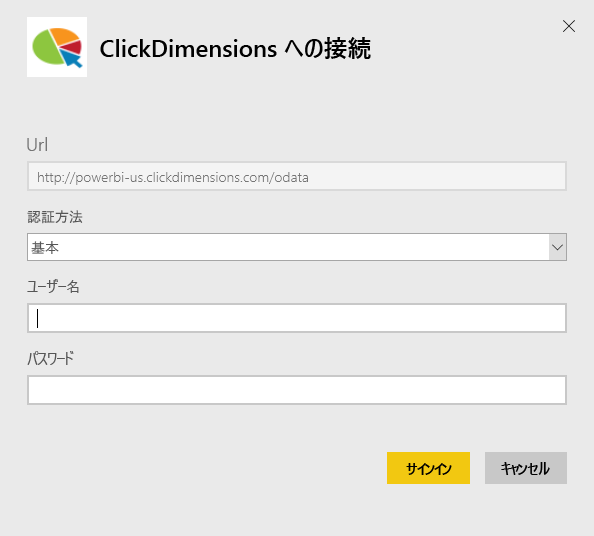 ClickDimensions への接続
Url
http://powerbi-us.clickdimensions.com/odata
認証方法
基本
ユーザー名
パスワード
サインイン キャンセル